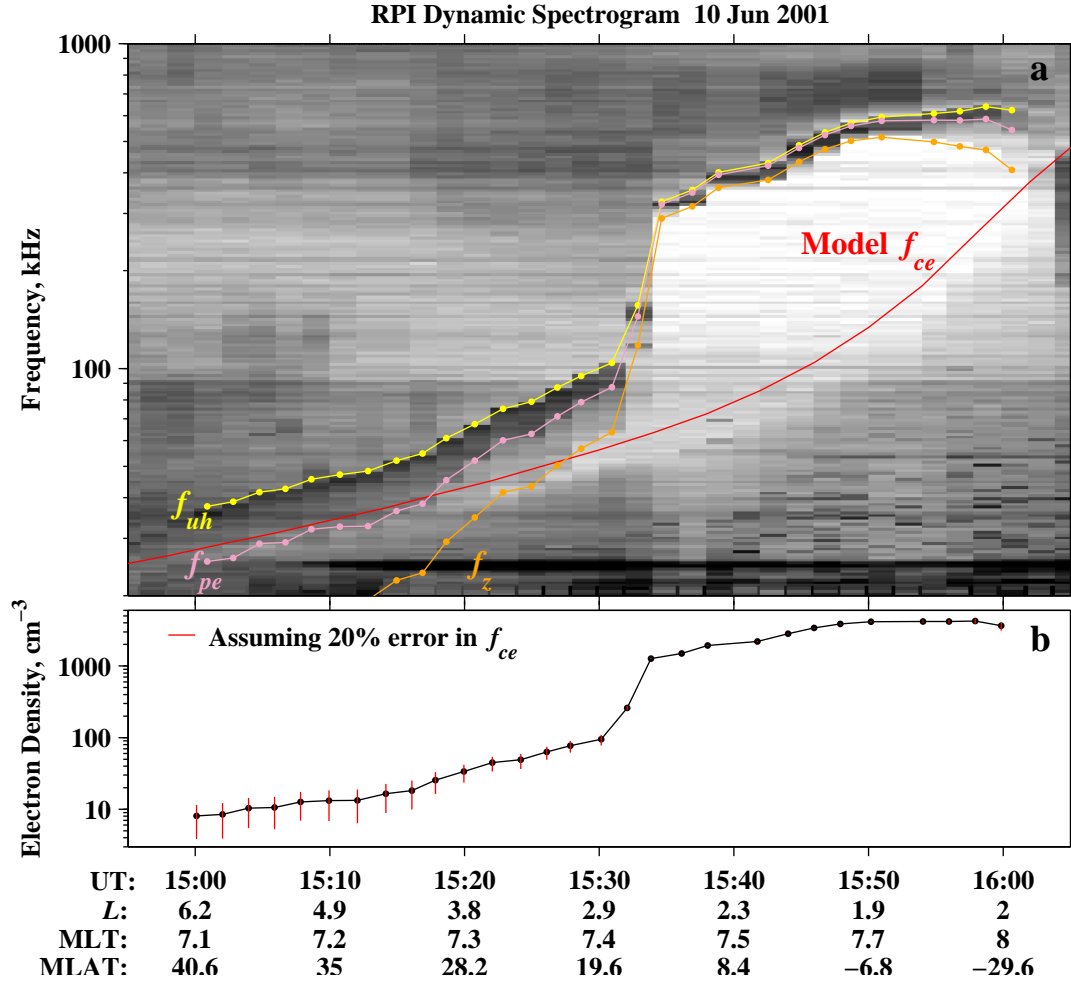 RPI Dynamic Spectrogram 10 Jun 2001
a
1000
100
Frequency, kHz
Model f_ce
f_uh
f_pe
f_z
b
— Assuming 20% error in f_ce
1000
100
10
Electron Density, cm⁻³
UT: 15:00 15:10 15:20 15:30 15:40 15:50 16:00
L: 6.2 4.9 3.8 2.9 2.3 1.9 2
MLT: 7.1 7.2 7.3 7.4 7.5 7.7 8
MLAT: 40.6 35 28.2 19.6 8.4 −6.8 −29.6